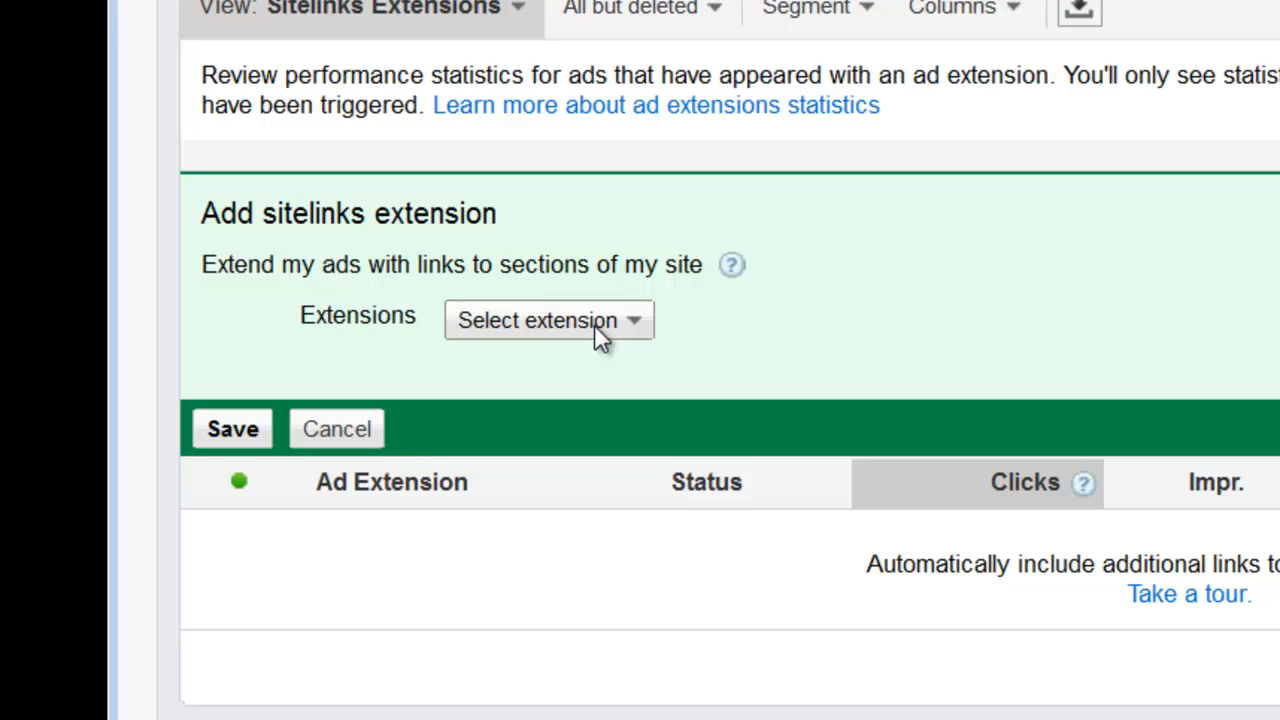 View: Sitelinks Extensions All but deleted Segment Columns
Review performance statistics for ads that have appeared with an ad extension. You'll only see
have been triggered. Learn more about ad extensions statistics
Add sitelinks extension
Extend my ads with links to sections of my site ?
Extensions Select extension
Save Cancel
Ad Extension Status Clicks ? Impr.
Automatically include additional links
Take a tour.